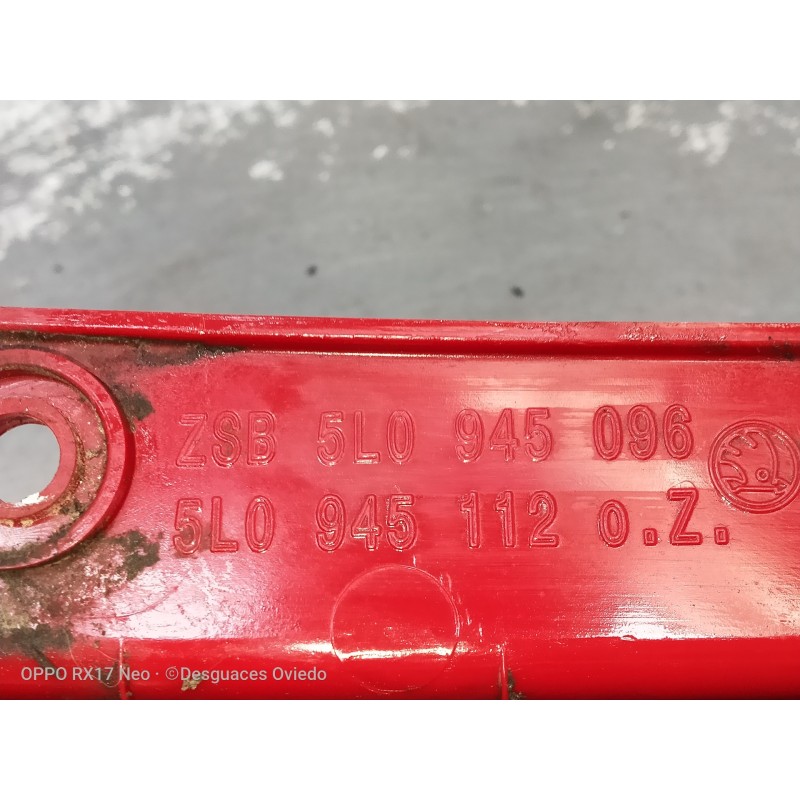 ZSB 5L0 945 096
5L0 945 112 o.Z.
OPPO RX17 Neo · ©Desguaces Oviedo